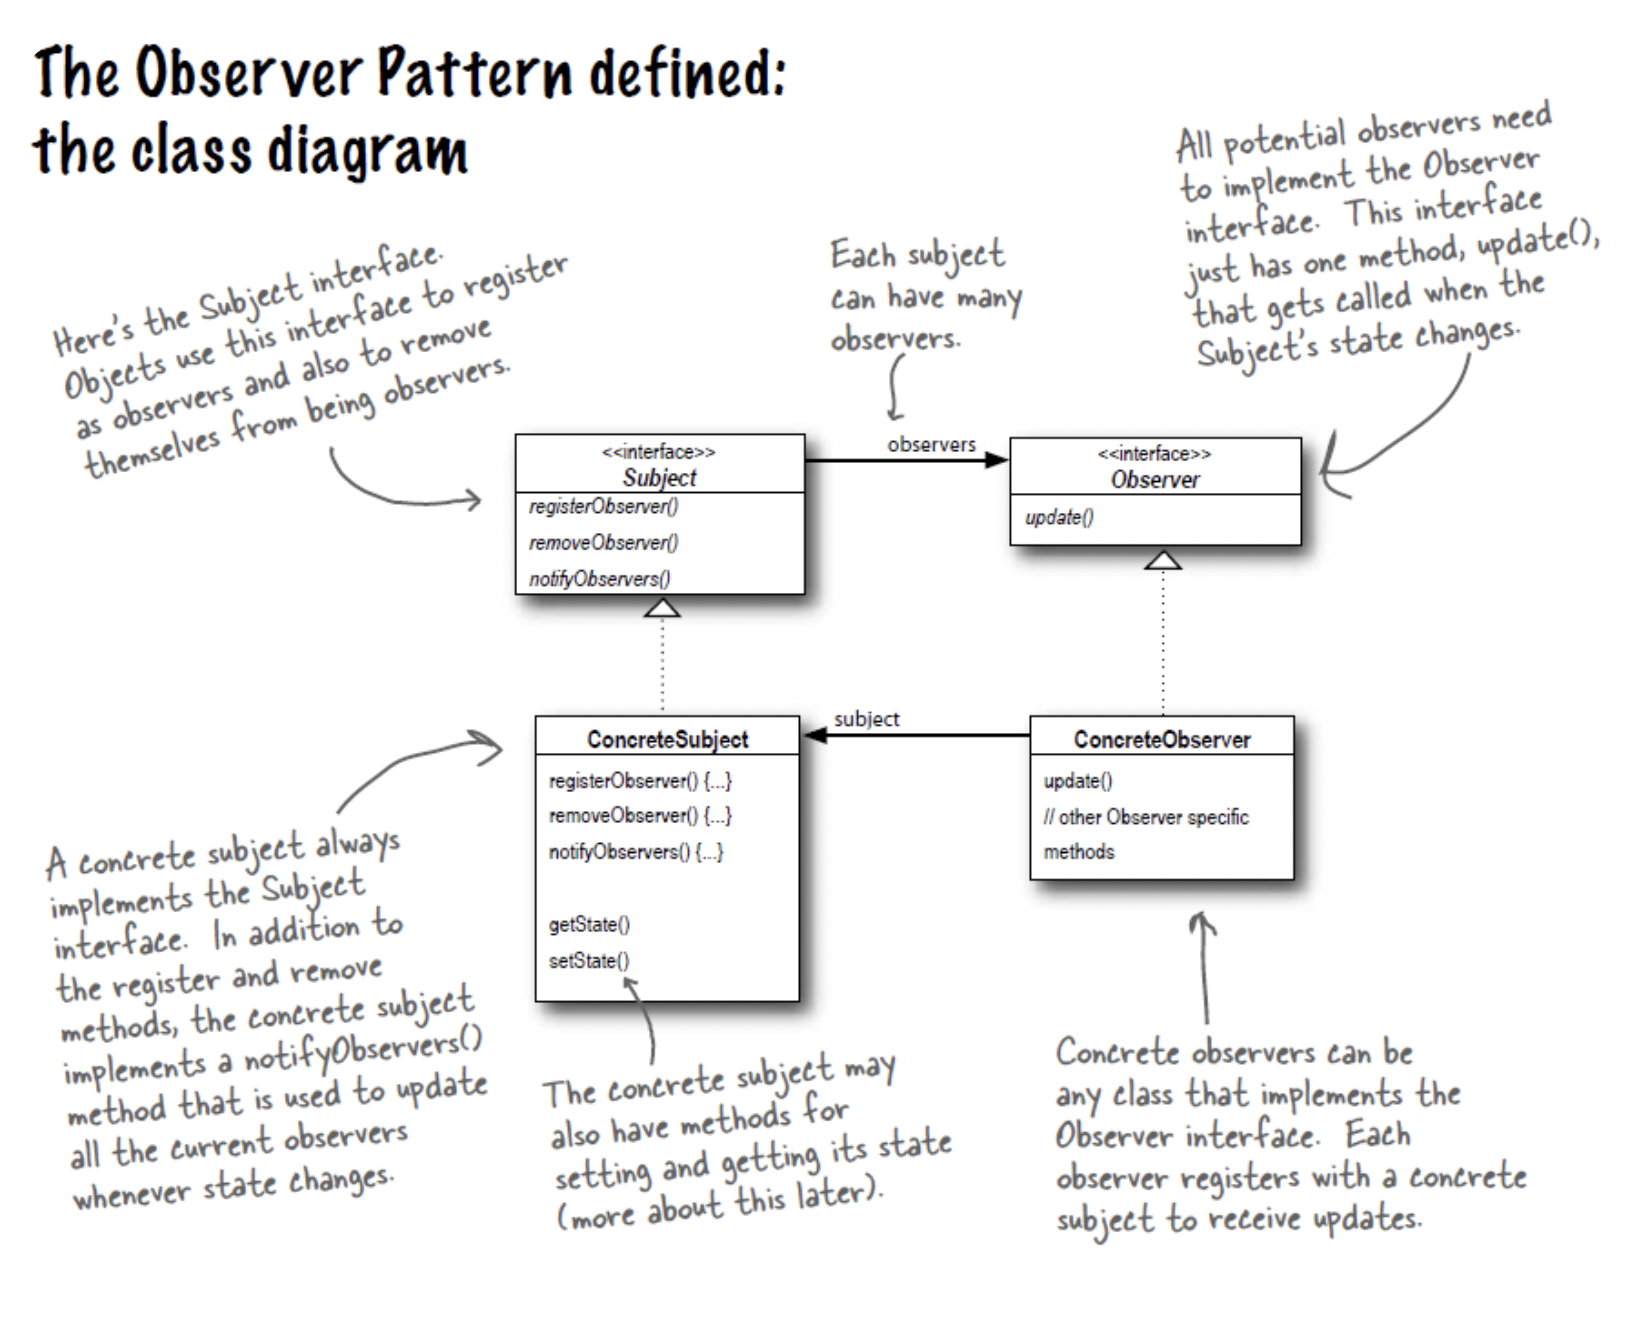 The Observer Pattern defined:
the class diagram
Here's the Subject interface.
Objects use this interface to register
as observers and also to remove
themselves from being observers.
Each subject
can have many
observers.
All potential observers need
to implement the Observer
interface. This interface
just has one method, update(),
that gets called when the
Subject's state changes.
<<interface>>
Subject
registerObserver()
removeObserver()
notifyObservers()
observers
<<interface>>
Observer
update()
ConcreteSubject
registerObserver() {...}
removeObserver() {...}
notifyObservers() {...}
getState()
setState()
subject
ConcreteObserver
update()
// other Observer specific
methods
A concrete subject always
implements the Subject
interface. In addition to
the register and remove
methods, the concrete subject
implements a notifyObservers()
method that is used to update
all the current observers
whenever state changes.
The concrete subject may
also have methods for
setting and getting its state
(more about this later).
Concrete observers can be
any class that implements the
Observer interface. Each
observer registers with a concrete
subject to receive updates.